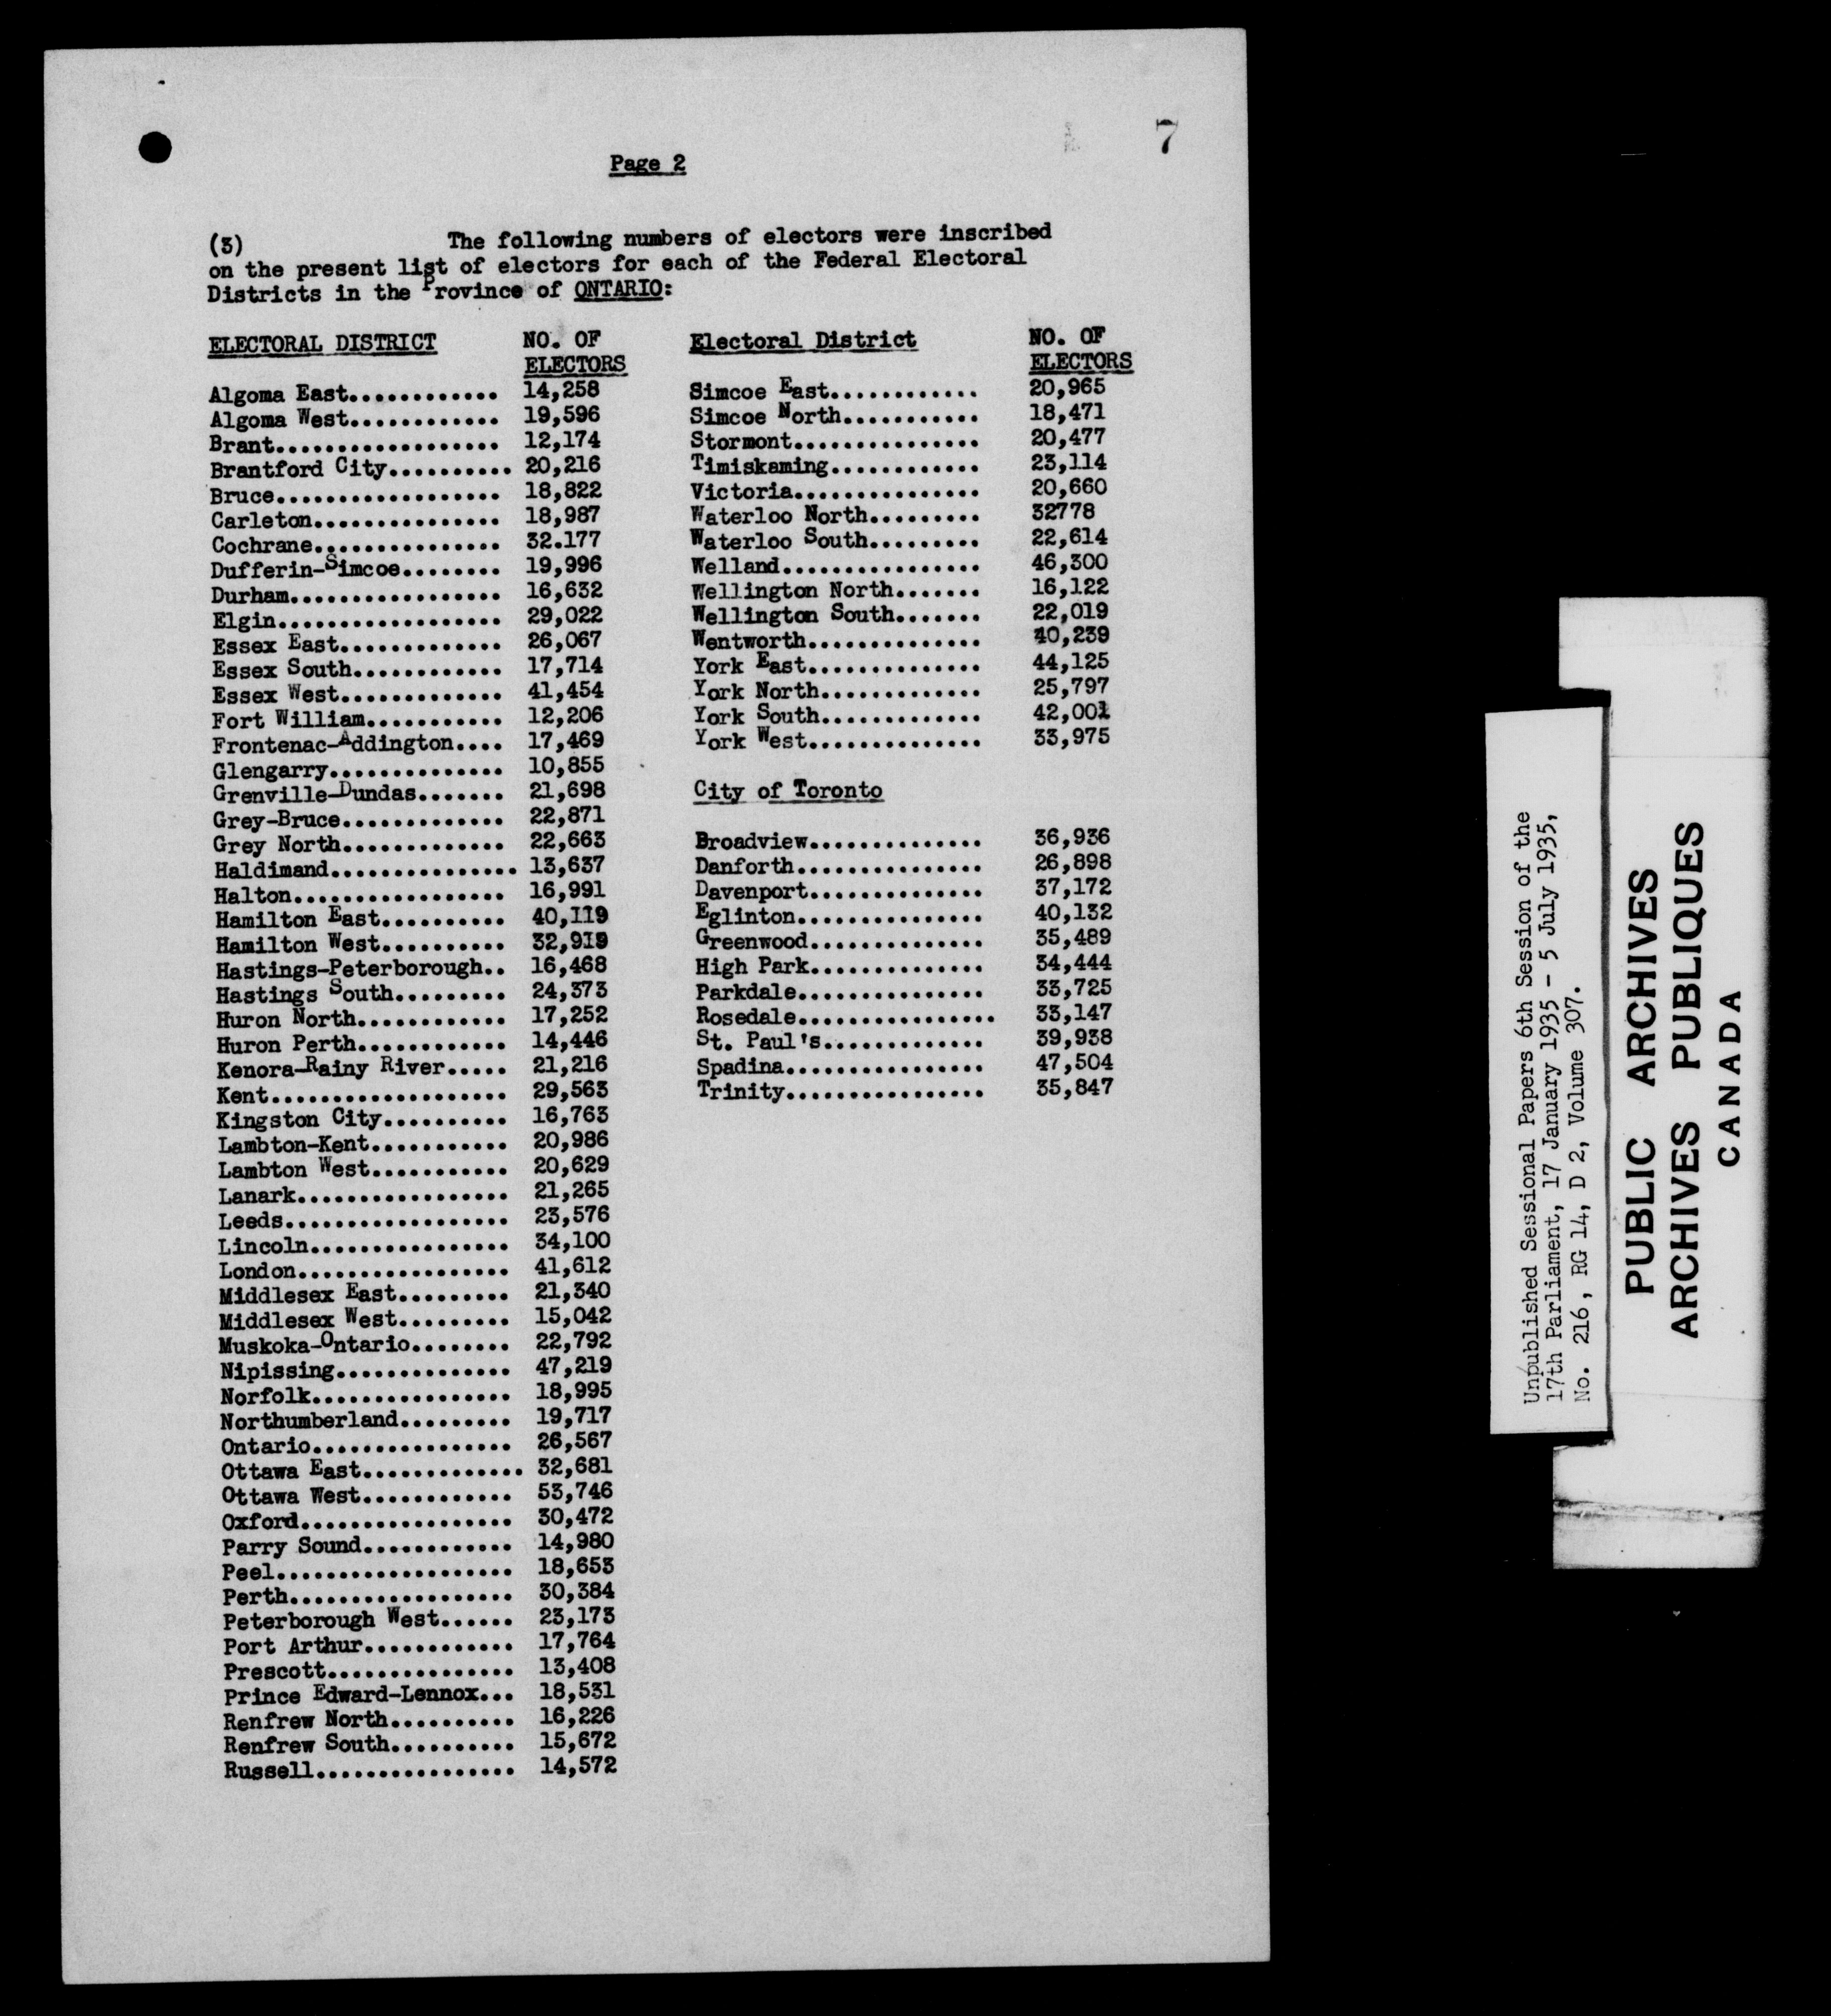 7
Page 2
(3) The following numbers of electors were inscribed
on the present list of electors for each of the Federal Electoral
Districts in the Province of ONTARIO:
ELECTORAL DISTRICT NO. OF
ELECTORS
Algoma East............ 14,258
Algoma West............ 19,596
Brant.................. 12,174
Brantford City.......... 20,216
Bruce.................. 18,822
Carleton............... 18,987
Cochrane............... 32.177
Dufferin-Simcoe........ 19,996
Durham................. 16,632
Elgin.................. 29,022
Essex East............. 26,067
Essex South............ 17,714
Essex West............. 41,454
Fort William........... 12,206
Frontenac-Addington.... 17,469
Glengarry.............. 10,855
Grenville-Dundas....... 21,698
Grey-Bruce............. 22,871
Grey North............. 22,663
Haldimand............... 13,637
Halton................. 16,991
Hamilton East.......... 40,119
Hamilton West.......... 32,919
Hastings-Peterborough.. 16,468
Hastings South......... 24,373
Huron North............ 17,252
Huron Perth............ 14,446
Kenora-Rainy River..... 21,216
Kent................... 29,563
Kingston City.......... 16,763
Lambton-Kent........... 20,986
Lambton West........... 20,629
Lanark................. 21,265
Leeds.................. 23,576
Lincoln................ 34,100
London................. 41,612
Middlesex East......... 21,340
Middlesex West......... 15,042
Muskoka-Ontario........ 22,792
Nipissing.............. 47,219
Norfolk................ 18,995
Northumberland......... 19,717
Ontario................ 26,567
Ottawa East............. 32,681
Ottawa West............ 53,746
Oxford................. 30,472
Parry Sound............ 14,980
Peel................... 18,653
Perth.................. 30,384
Peterborough West...... 23,173
Port Arthur............ 17,764
Prescott............... 13,408
Prince Edward-Lennox... 18,531
Renfrew North.......... 16,226
Renfrew South.......... 15,672
Russell................ 14,572
Electoral District NO. OF
ELECTORS
Simcoe East............ 20,965
Simcoe North........... 18,471
Stormont............... 20,477
Timiskaming............ 23,114
Victoria............... 20,660
Waterloo North......... 32778
Waterloo South......... 22,614
Welland................ 46,300
Wellington North....... 16,122
Wellington South....... 22,019
Wentworth.............. 40,239
York East.............. 44,125
York North............. 25,797
York South............. 42,001
York West.............. 33,975
City of Toronto
Broadview.............. 36,936
Danforth............... 26,898
Davenport.............. 37,172
Eglinton............... 40,132
Greenwood.............. 35,489
High Park.............. 34,444
Parkdale............... 33,725
Rosedale................ 33,147
St. Paul's............. 39,938
Spadina................ 47,504
Trinity................ 35,847
Unpublished Sessional Papers 6th Session of the
17th Parliament, 17 January 1935 - 5 July 1935,
No. 216, RG 14, D 2, Volume 307.
PUBLIC ARCHIVES
ARCHIVES PUBLIQUES
CANADA